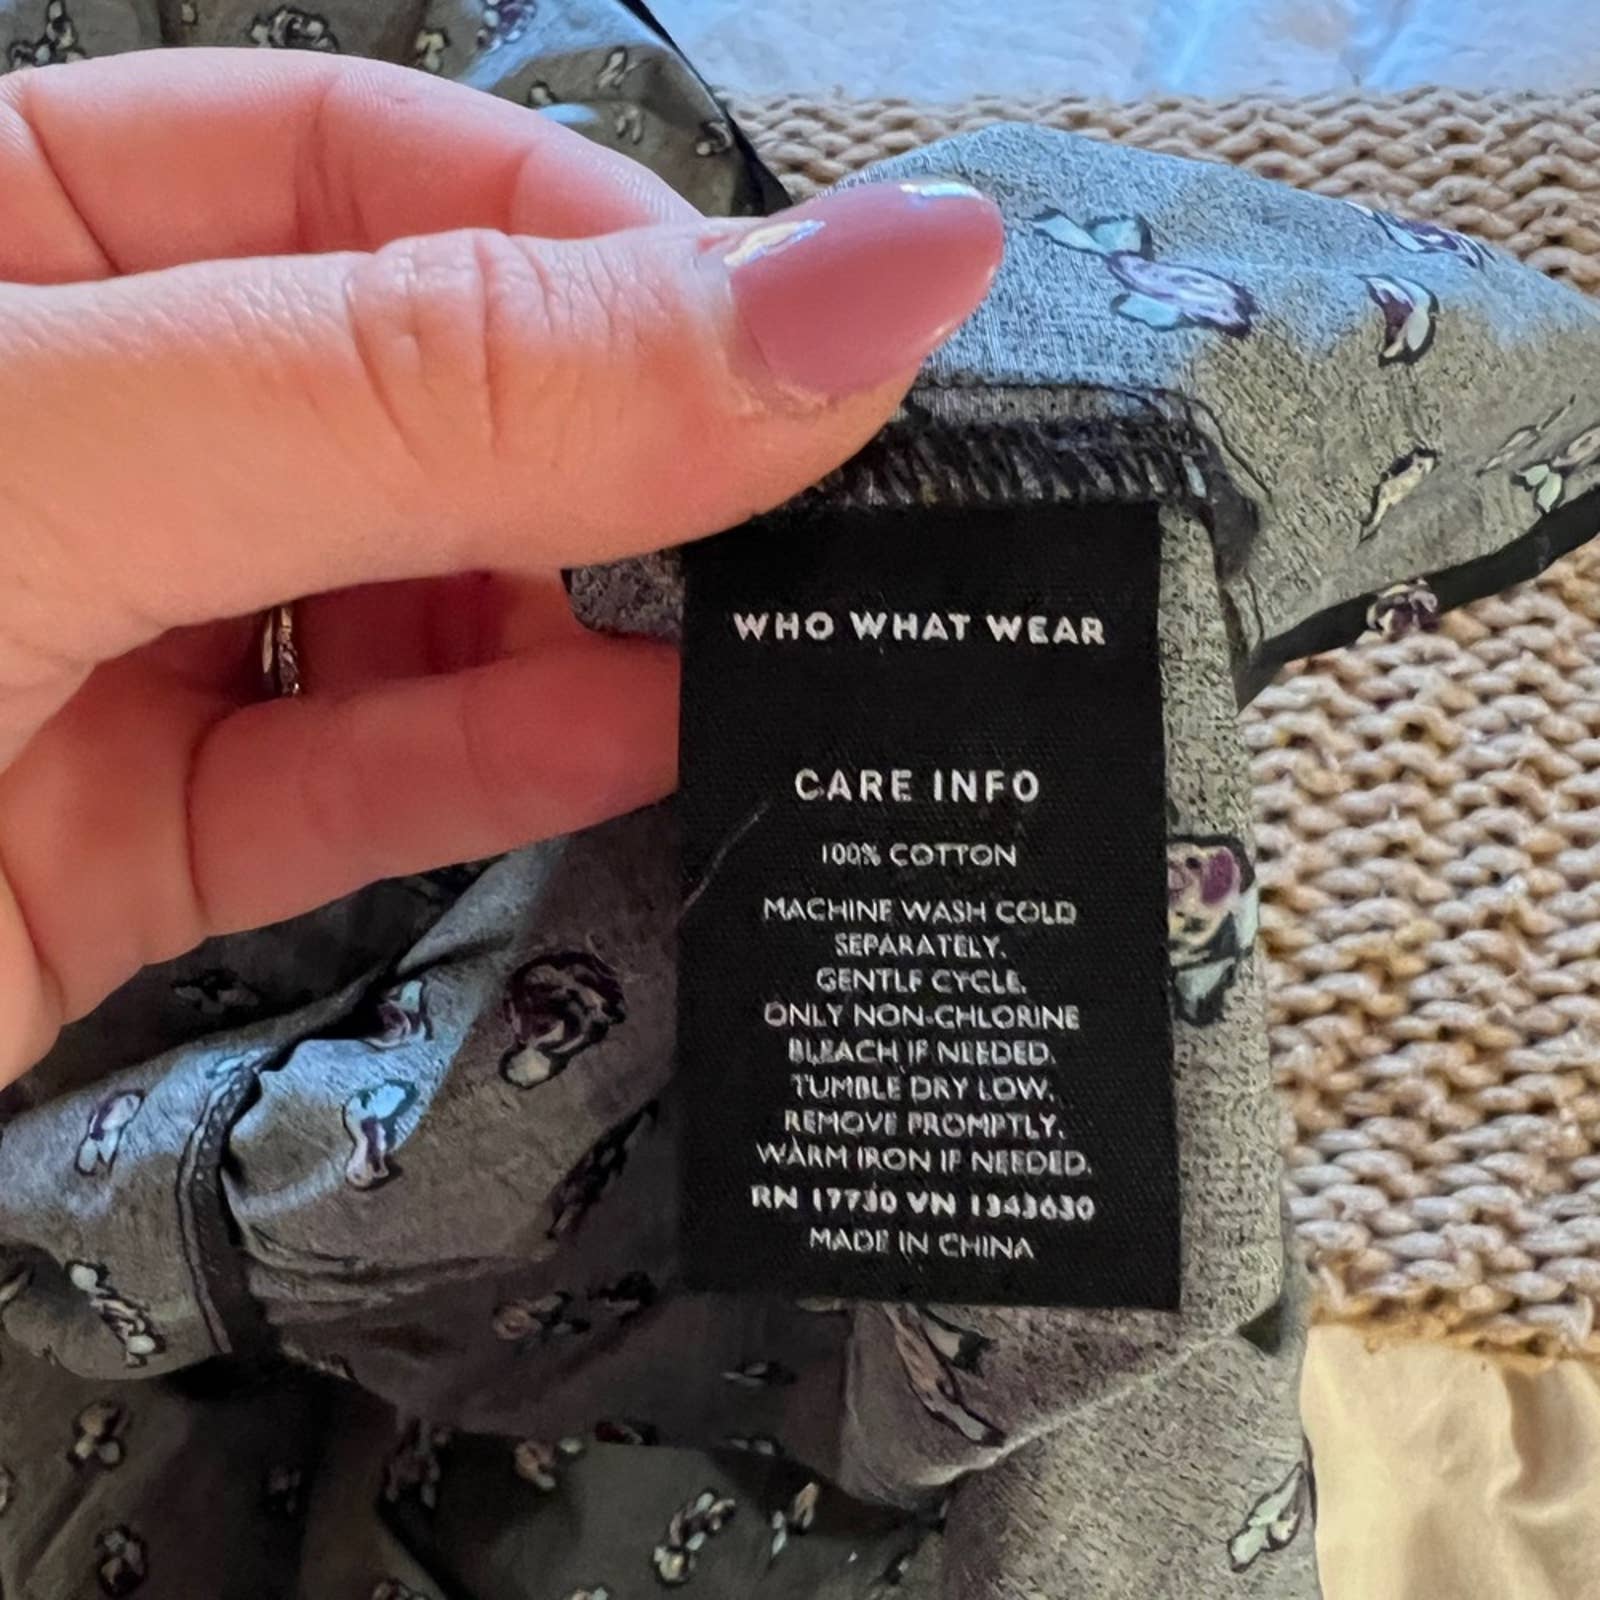 WHO WHAT WEAR
CARE INFO
100% COTTON
MACHINE WASH COLD
SEPARATELY.
GENTLE CYCLE.
ONLY NON-CHLORINE
BLEACH IF NEEDED.
TUMBLE DRY LOW.
REMOVE PROMPTLY.
WARM IRON IF NEEDED.
RN 17730 VN 1343630
MADE IN CHINA